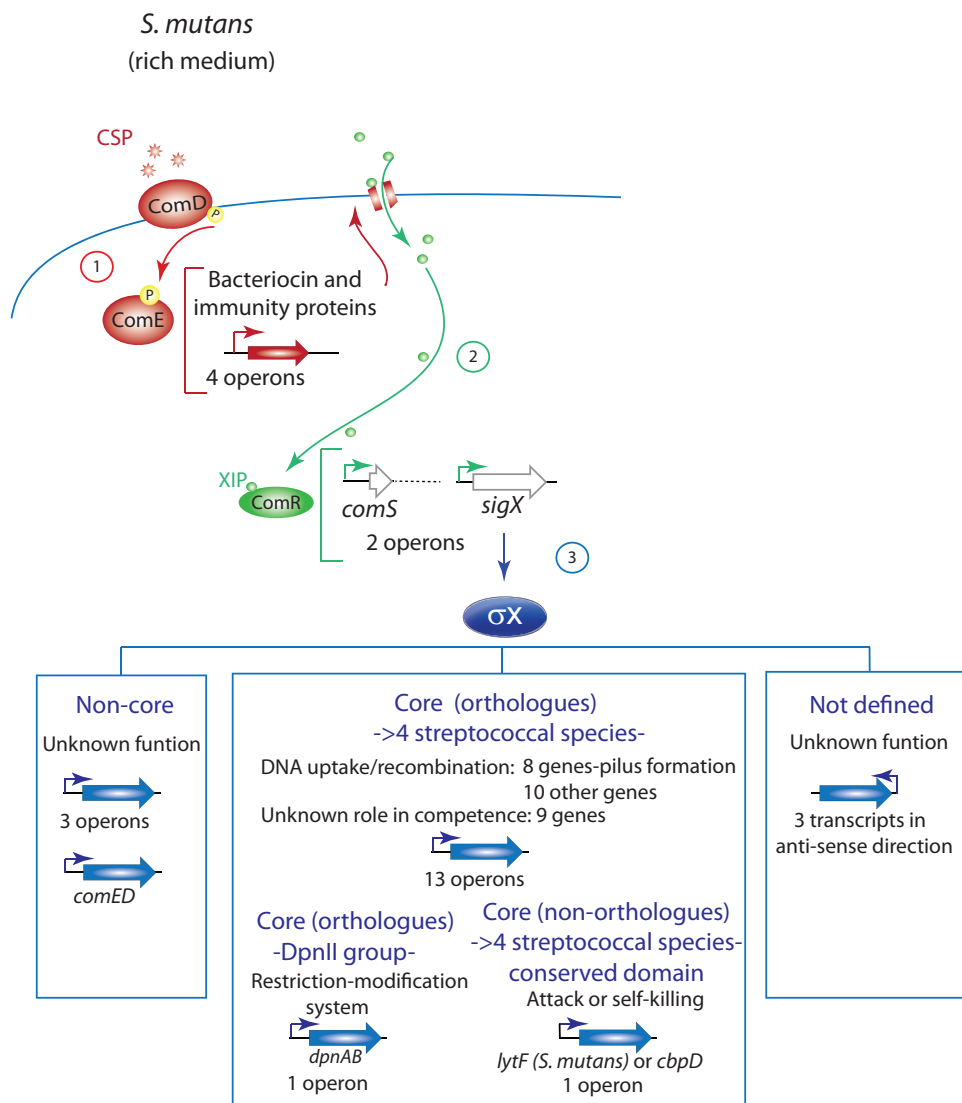 S. mutans
(rich medium)
CSP
ComD
P
1
P
ComE
Bacteriocin and
immunity proteins
4 operons
2
XIP
ComR
comS
sigX
2 operons
3
σX
Non-core
Unknown funtion
3 operons
comED
Core (orthologues)
->4 streptococcal species-
DNA uptake/recombination: 8 genes-pilus formation
10 other genes
Unknown role in competence: 9 genes
13 operons
Core (orthologues)
-DpnII group-
Restriction-modification
system
dpnAB
1 operon
Core (non-orthologues)
->4 streptococcal species-
conserved domain
Attack or self-killing
lytF (S. mutans) or cbpD
1 operon
Not defined
Unknown funtion
3 transcripts in
anti-sense direction